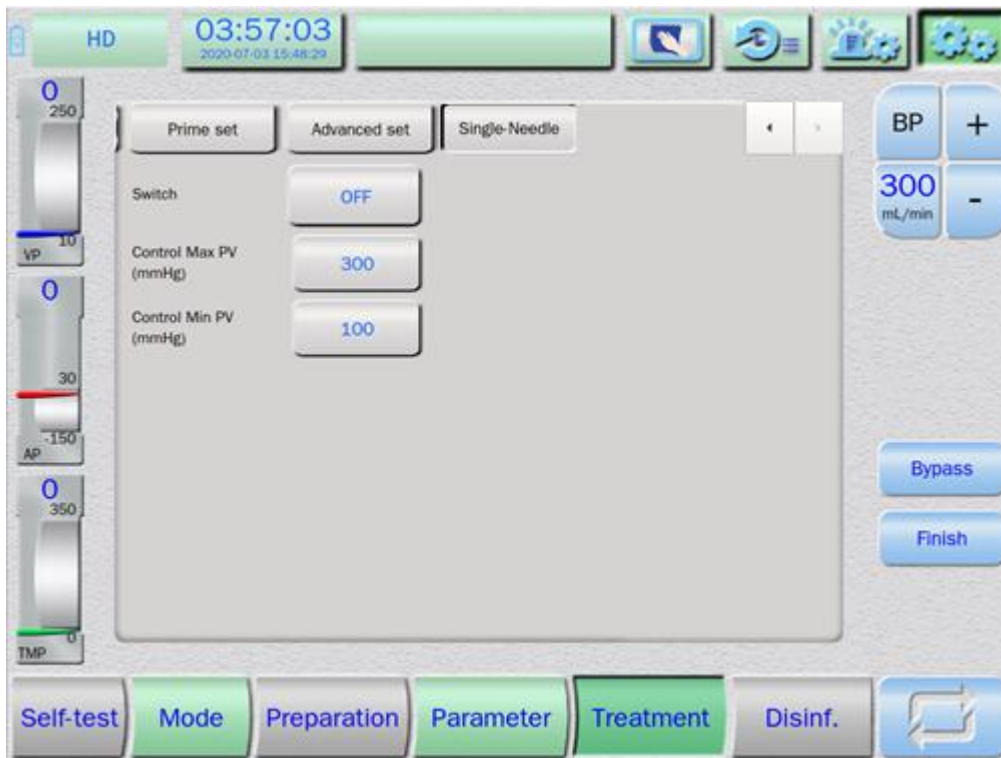 HD
03:57:03
2020-07-03 15:48:29
0
250
10
VP
0
30
-150
AP
0
350
0
TMP
Prime set
Advanced set
Single-Needle
Switch
OFF
Control Max PV
(mmHg)
300
Control Min PV
(mmHg)
100
BP
+
300
mL/min
-
Bypass
Finish
Self-test
Mode
Preparation
Parameter
Treatment
Disinf.